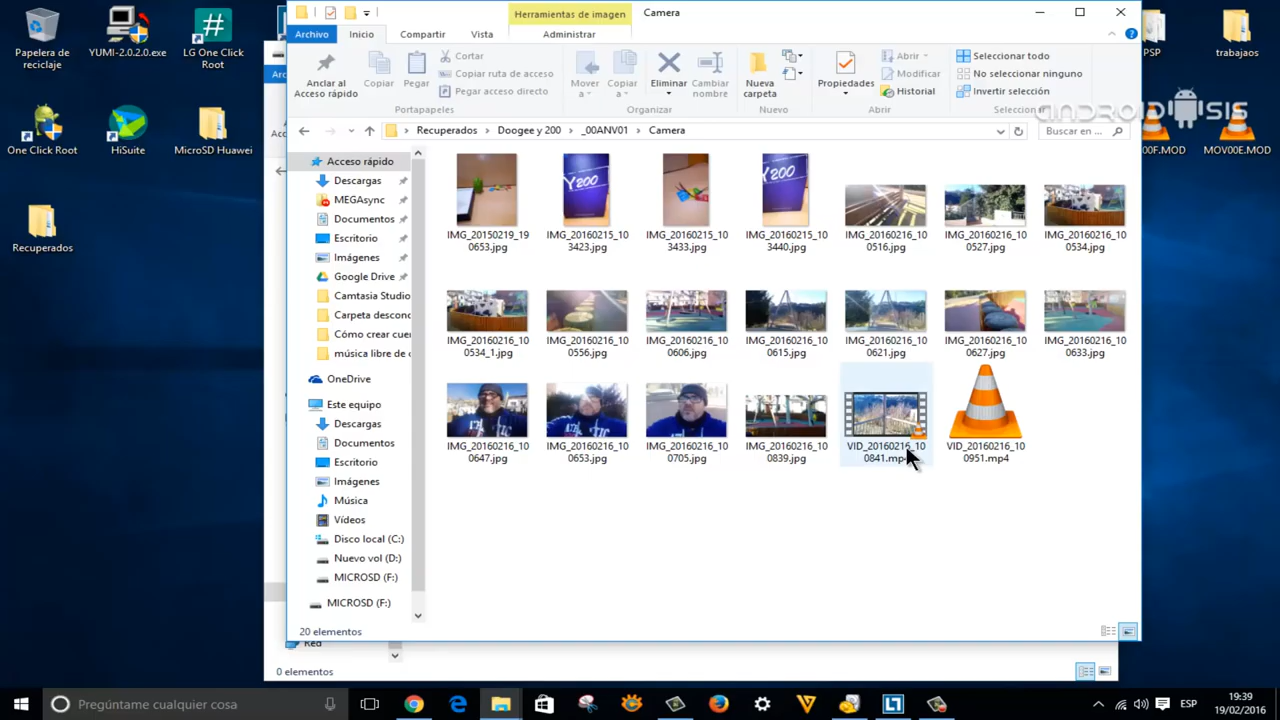 Papelera de
reciclaje
YUMI-2.0.2.exe
LG One Click
Root
One Click Root
HiSuite
MicroSD Huawei
Recuperados
Herramientas de imagen
Camera
Archivo
Inicio
Compartir
Vista
Administrar
Anclar al
Acceso rápido
Copiar
Pegar
Cortar
Copiar ruta de acceso
Pegar acceso directo
Portapapeles
Mover
a
Copiar
a
Eliminar
Cambiar
nombre
Organizar
Nueva
carpeta
Nuevo
Propiedades
Abrir
Modificar
Historial
Abrir
Seleccionar todo
No seleccionar ninguno
Invertir selección
Seleccion
ANDROIDSIS
PSP
trabajaos
00F.MOD
MOV00E.MOD
Recuperados
Doogee y 200
_00ANV01
Camera
Buscar en ...
Acceso rápido
Descargas
MEGAsync
Documentos
Escritorio
Imágenes
Google Drive
Camtasia Studio
Carpeta descono
Cómo crear cuer
música libre de c
OneDrive
Este equipo
Descargas
Documentos
Escritorio
Imágenes
Música
Vídeos
Disco local (C:)
Nuevo vol (D:)
MICROSD (F:)
MICROSD (F:)
Y200
Y200
IMG_20150219_19
0653.jpg
IMG_20160215_10
3423.jpg
IMG_20160215_10
3433.jpg
IMG_20160215_10
3440.jpg
IMG_20160216_10
0516.jpg
IMG_20160216_10
0527.jpg
IMG_20160216_10
0534.jpg
IMG_20160216_10
0534_1.jpg
IMG_20160216_10
0556.jpg
IMG_20160216_10
0606.jpg
IMG_20160216_10
0615.jpg
IMG_20160216_10
0621.jpg
IMG_20160216_10
0627.jpg
IMG_20160216_10
0633.jpg
IMG_20160216_10
0647.jpg
IMG_20160216_10
0653.jpg
IMG_20160216_10
0705.jpg
IMG_20160216_10
0839.jpg
VID_20160216_10
0841.mp4
VID_20160216_10
0951.mp4
20 elementos
Red
0 elementos
Pregúntame cualquier cosa
ESP
19:39
19/02/2016